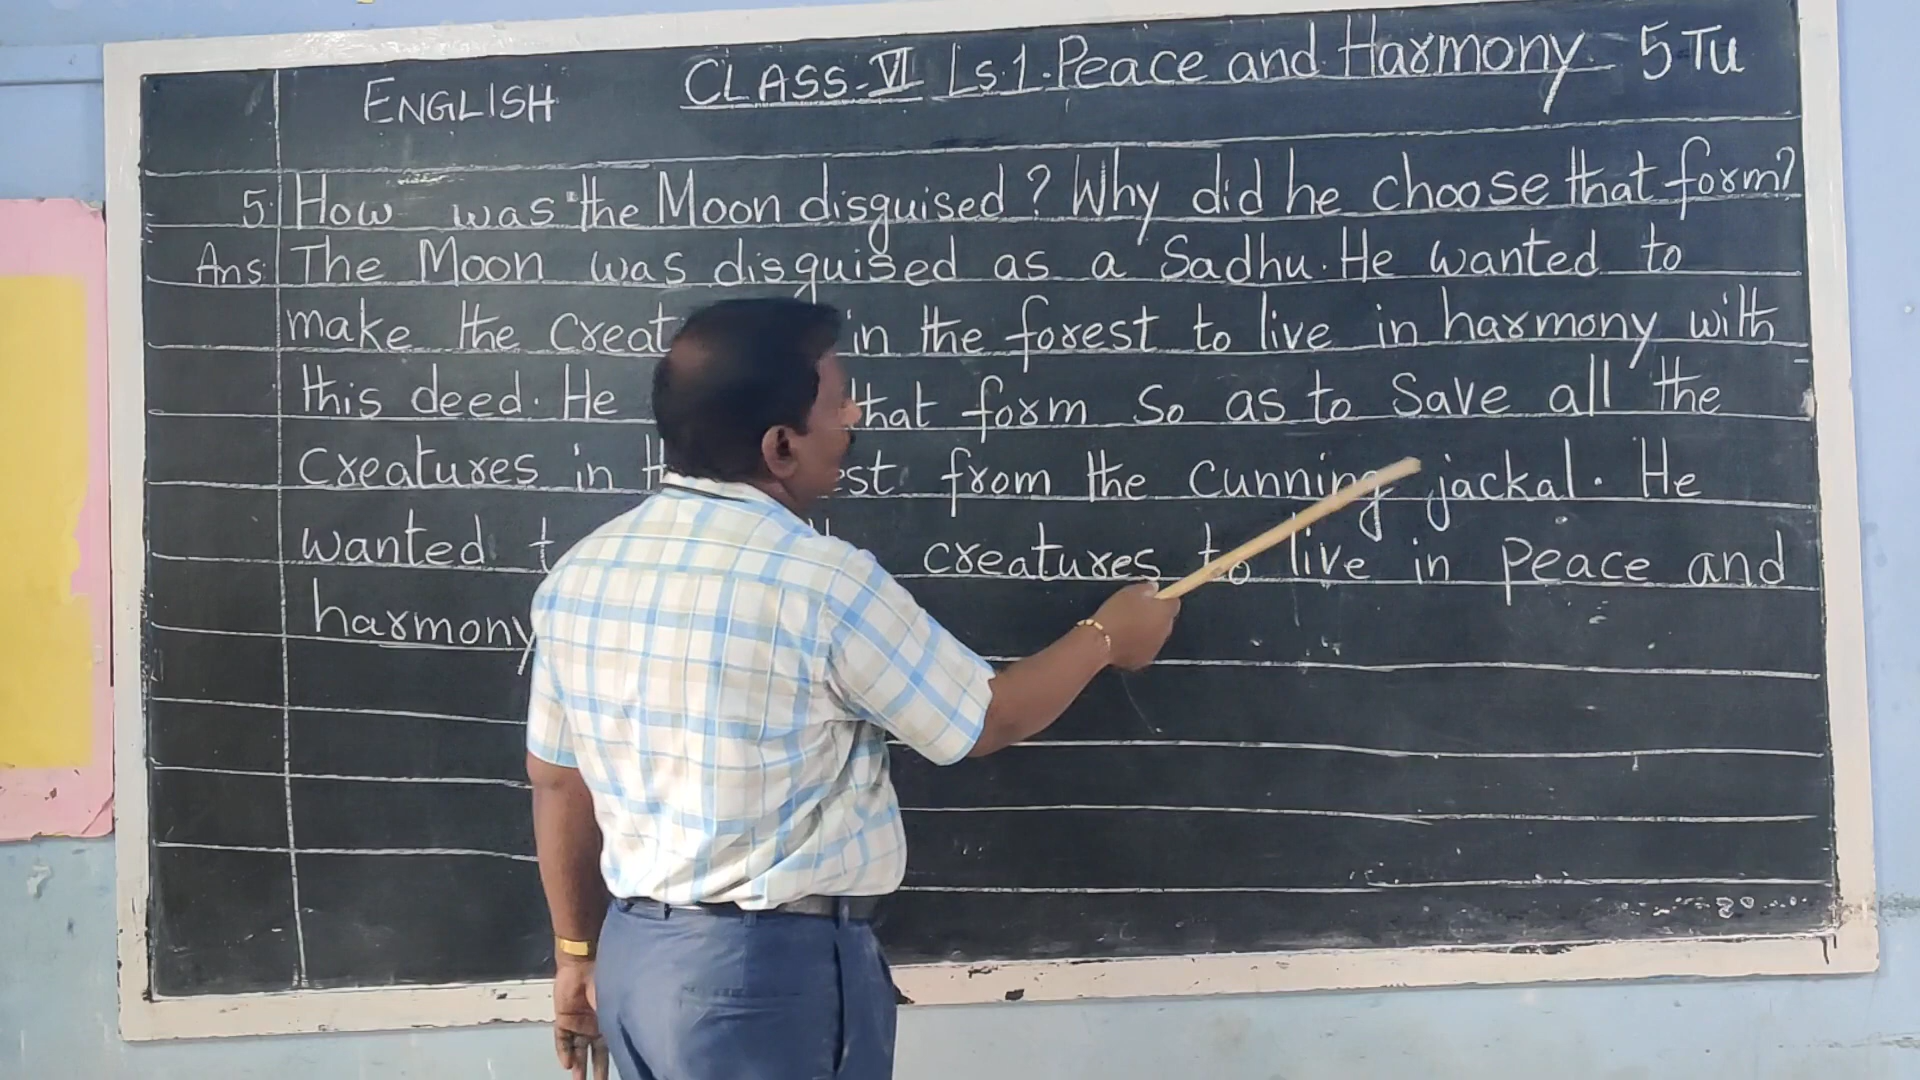 ENGLISH CLASS-VI Ls.1.Peace and Harmony 5 Tu
5. How was the Moon disguised? Why did he choose that form?
Ans: The Moon was disguised as a Sadhu. He wanted to
make the in the forest to live in harmony with
this deed. He that form so as to save all the
creatures in from the cunning jackal. He
wanted creatures to live in peace and
harmony